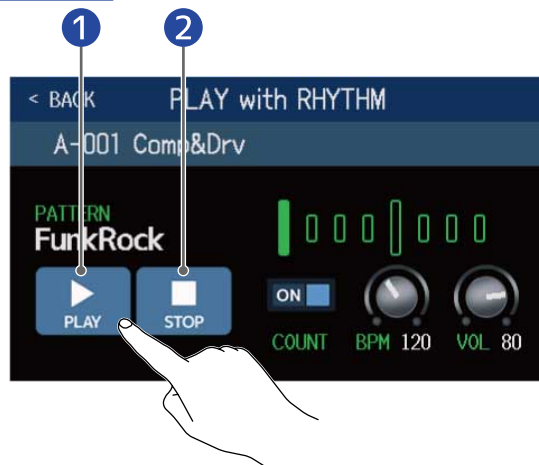 1 2
< BACK PLAY with RHYTHM
A-001 Comp&Drv
PATTERN
FunkRock
ON
PLAY STOP
COUNT BPM 120 VOL 80